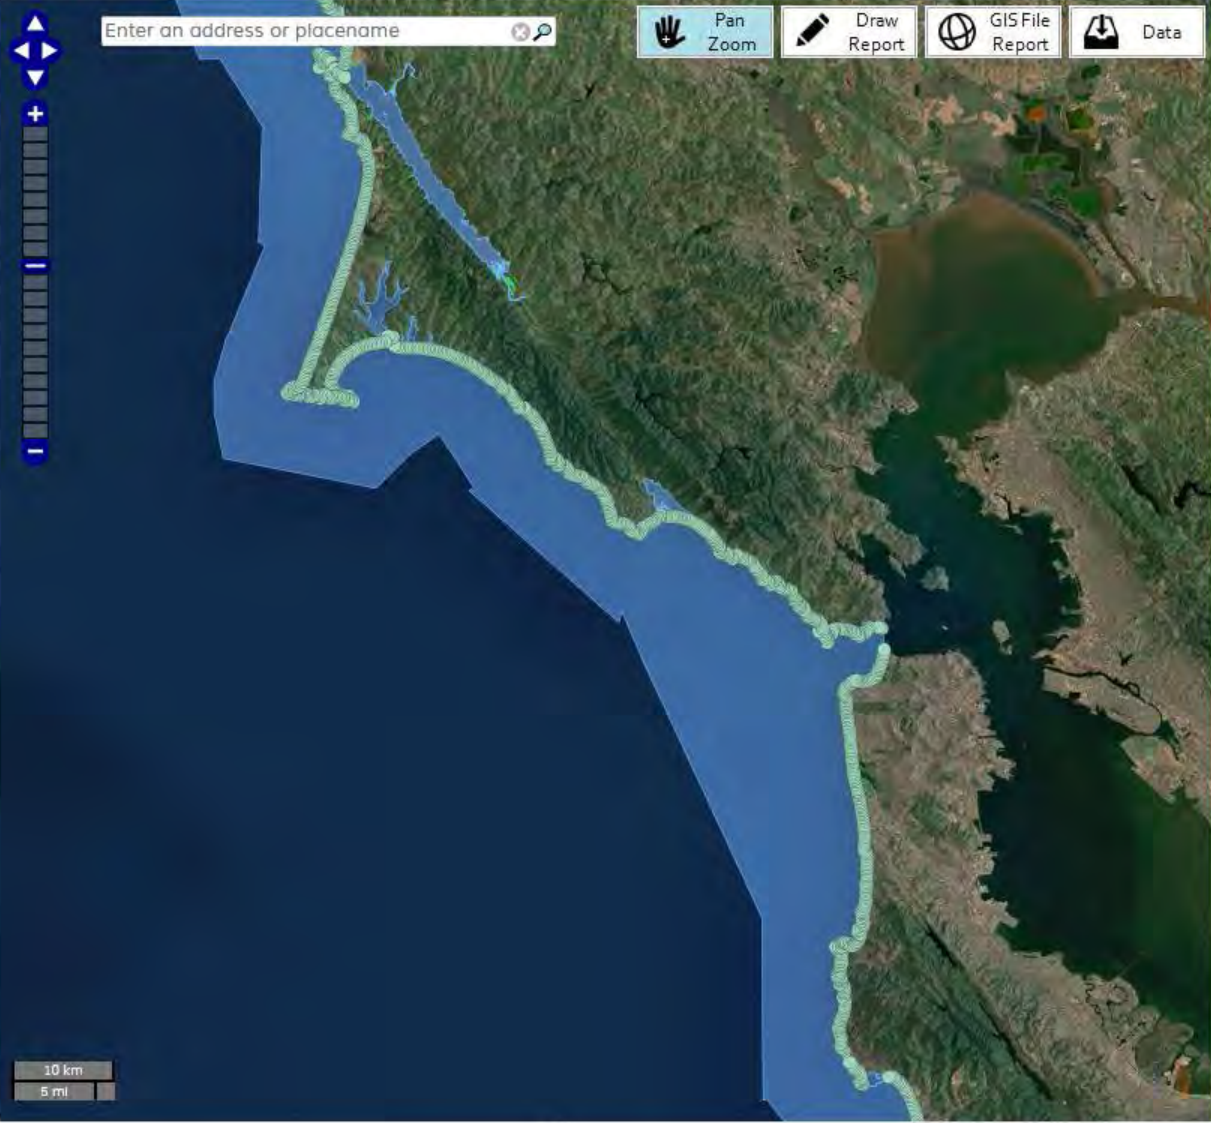 Enter an address or placename
Pan
Zoom
Draw
Report
GIS File
Report
Data
10 km
5 mi